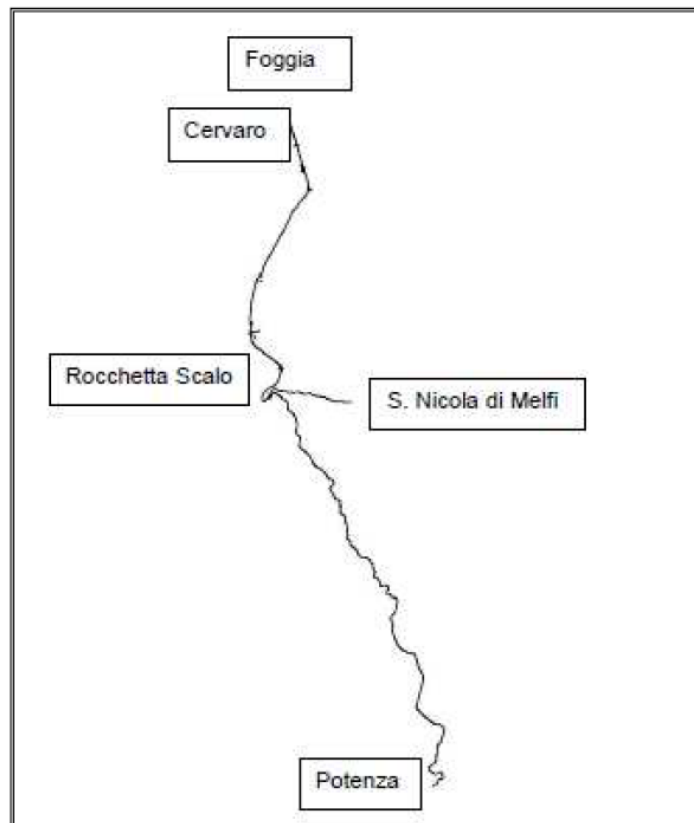 Foggia
Cervaro
Rocchetta Scalo
S. Nicola di Melfi
Potenza